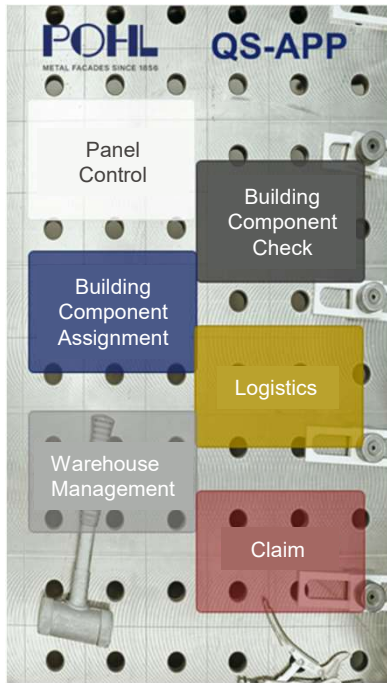 POHL
METAL FACADES SINCE 1856
QS-APP
Panel
Control
Building
Component
Check
Building
Component
Assignment
Logistics
Warehouse
Management
Claim